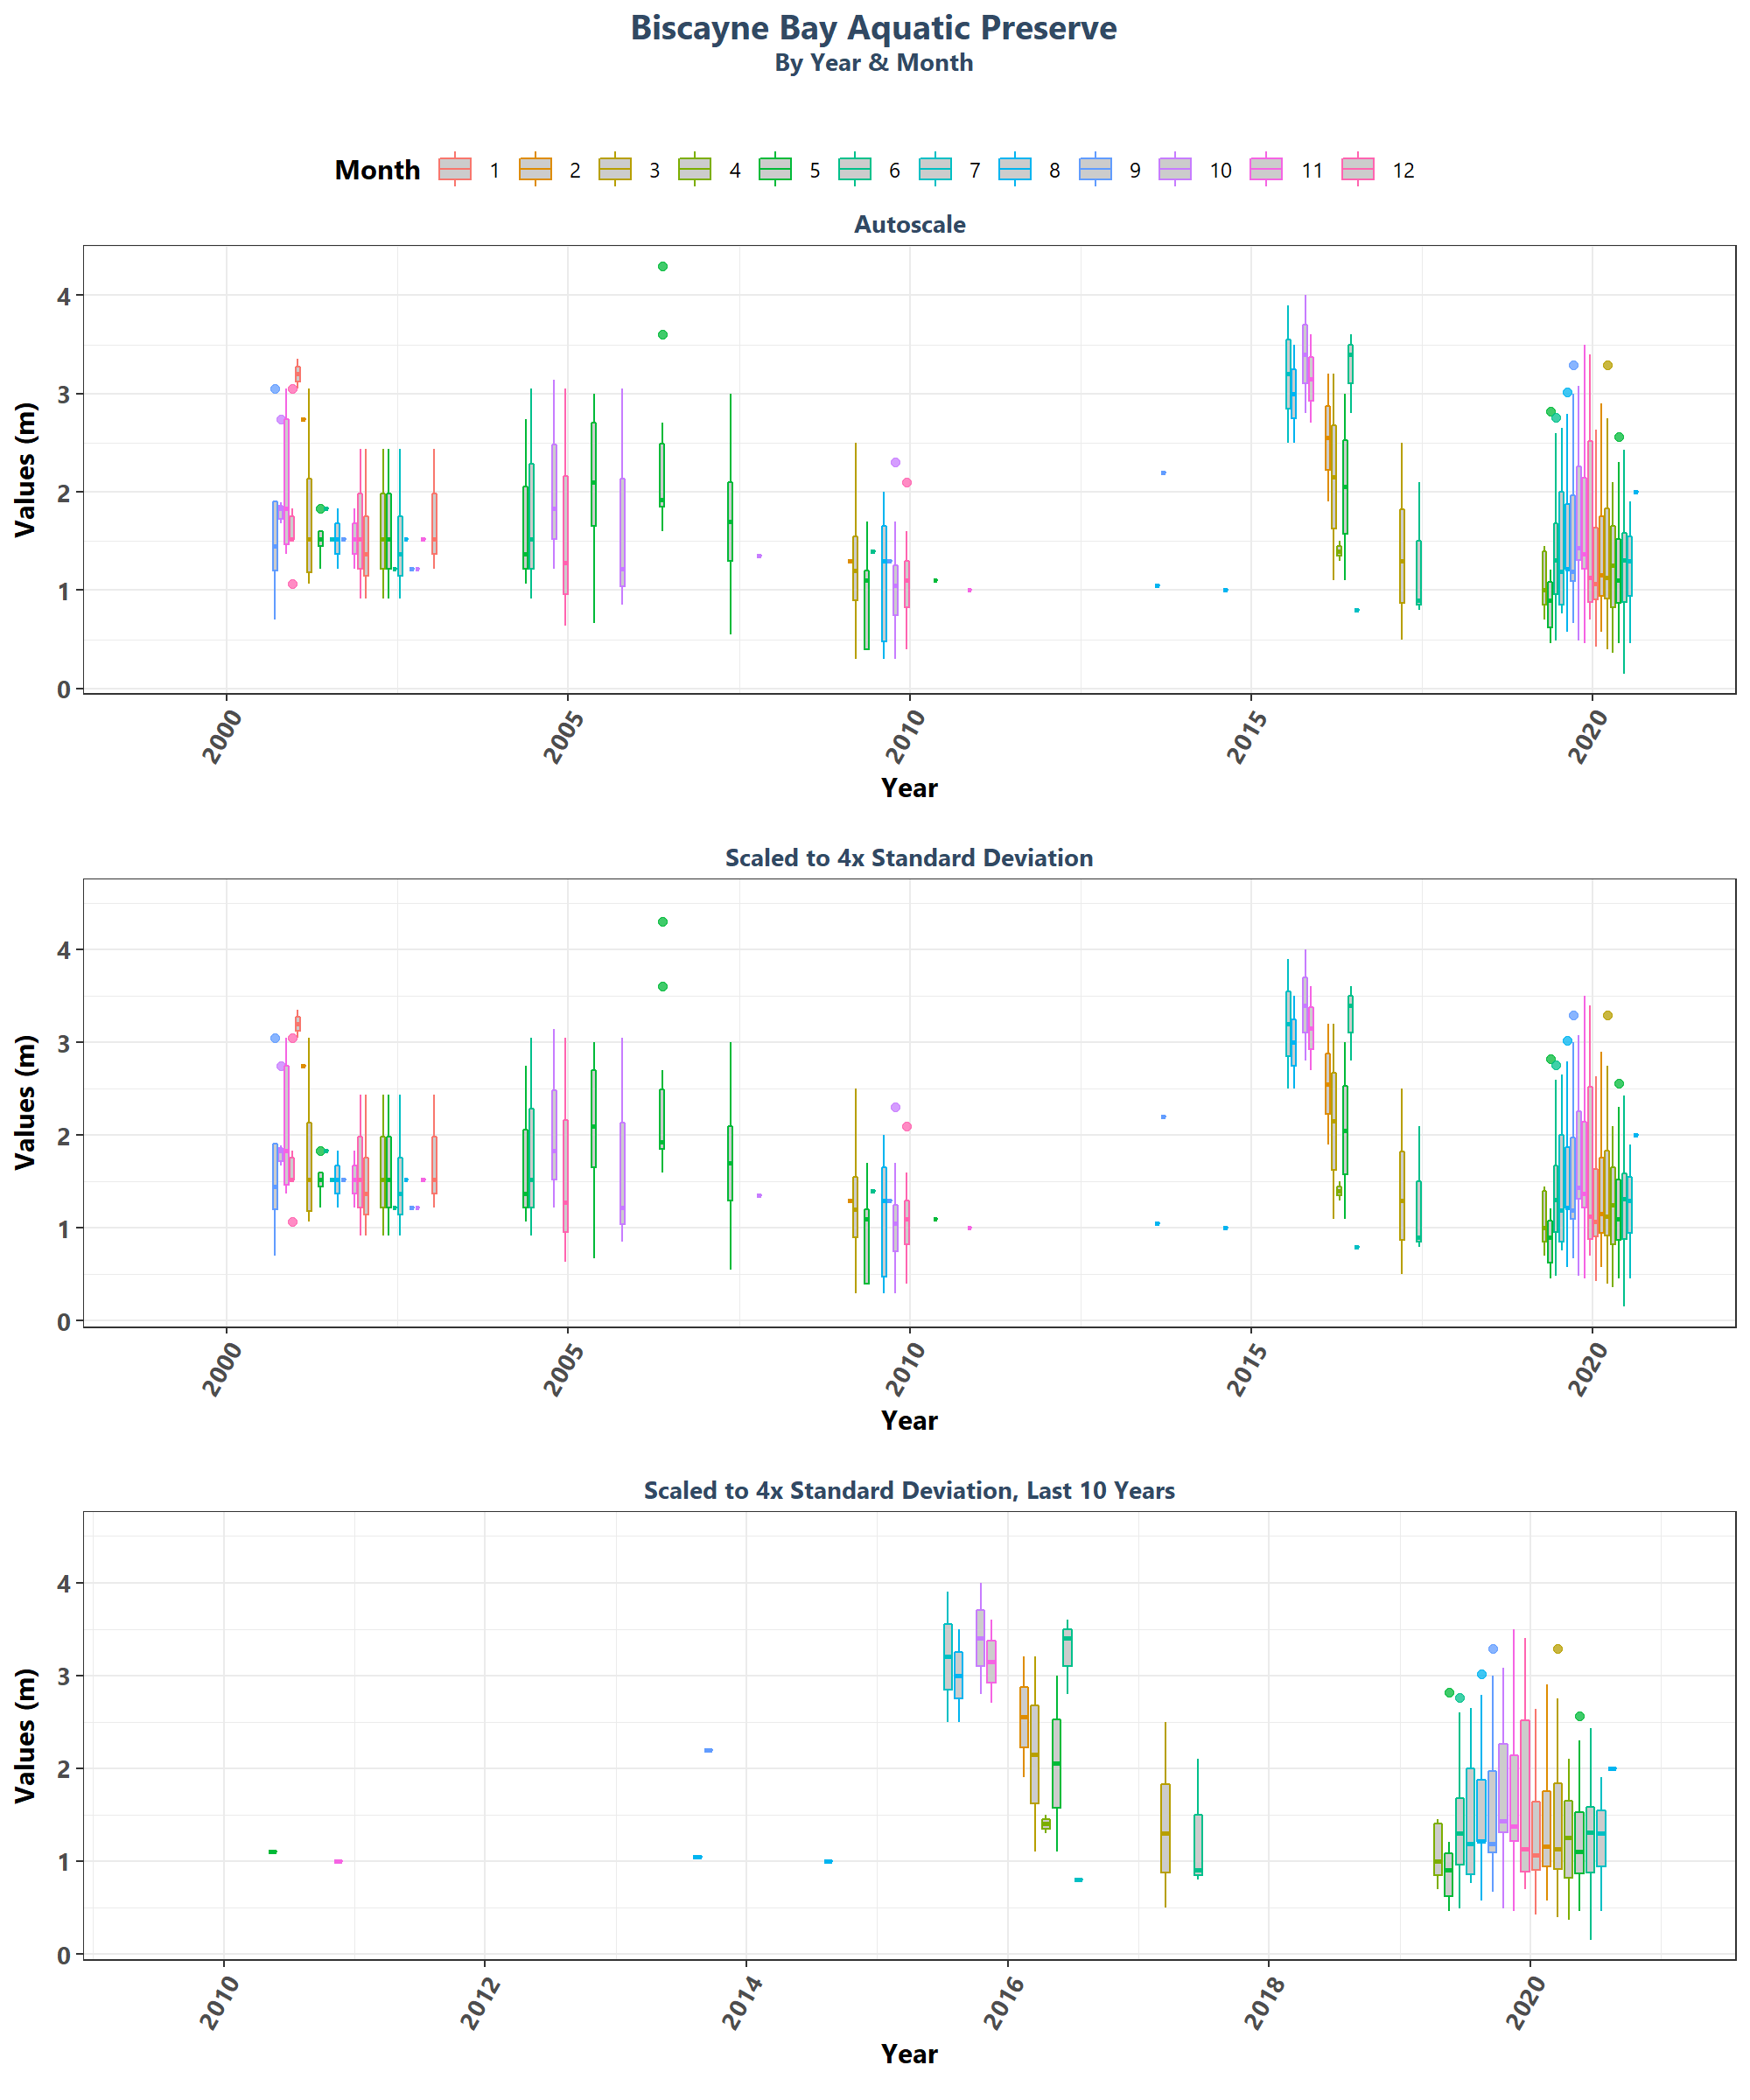 Biscayne Bay Aquatic Preserve
By Year & Month
Month 1 2 3 4 5 6 7 8 9 10 11 12
Autoscale
Values (m)
4
3
2
1
0
2000 2005 2010 2015 2020
Year
Scaled to 4x Standard Deviation
Values (m)
4
3
2
1
0
2000 2005 2010 2015 2020
Year
Scaled to 4x Standard Deviation, Last 10 Years
Values (m)
4
3
2
1
0
2010 2012 2014 2016 2018 2020
Year